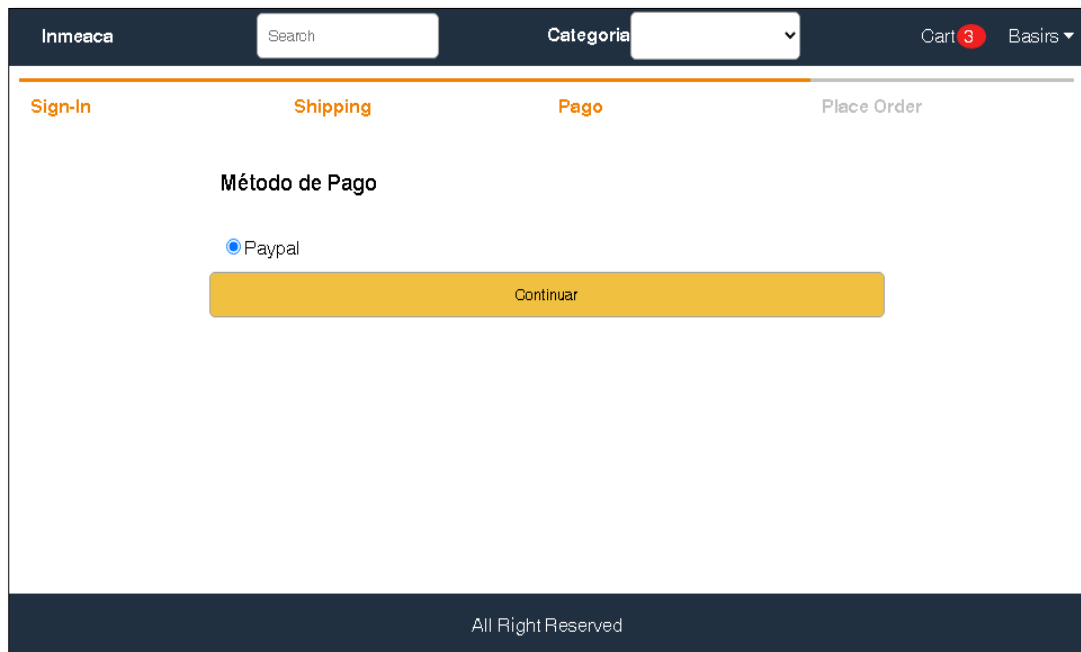 Inmeaca Search Categoria Cart 3 Basirs
Sign-In Shipping Pago Place Order
Método de Pago
Paypal
Continuar
All Right Reserved